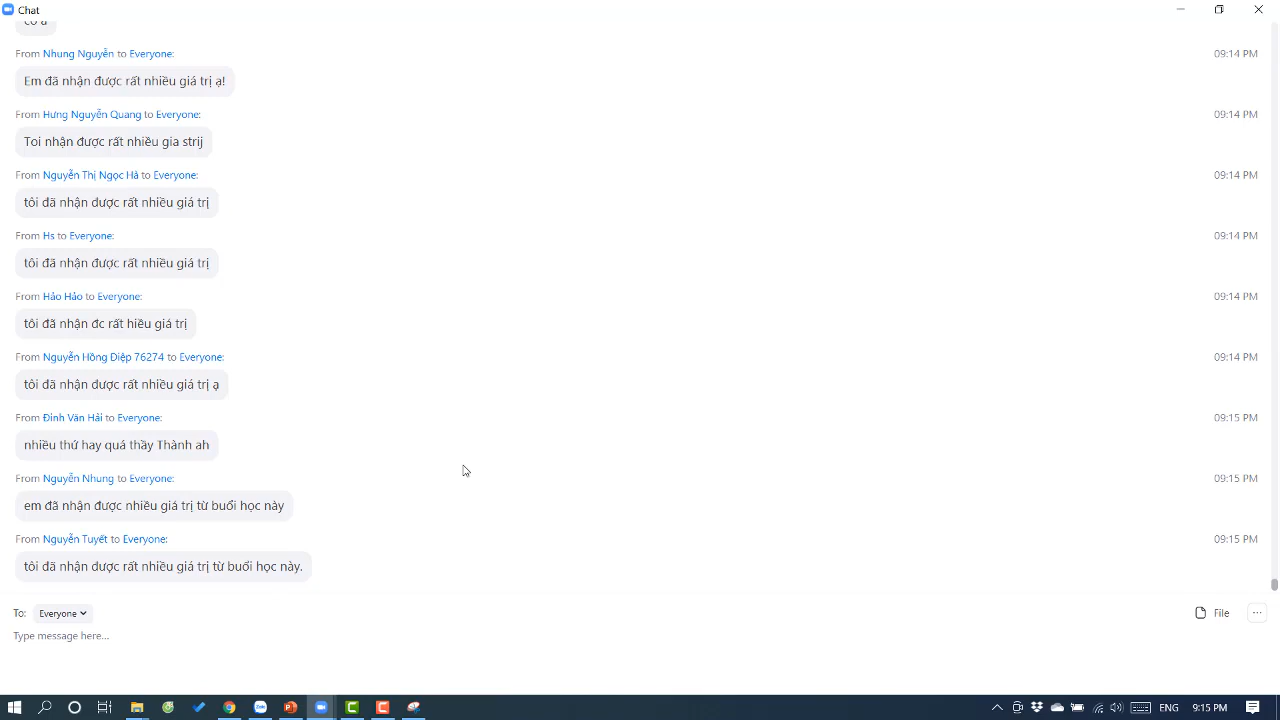 Chat
có ạ
From Nhung Nguyễn to Everyone: 09:14 PM
Em đã nhận được rất nhiều giá trị ạ!
From Hưng Nguyễn Quang to Everyone: 09:14 PM
Toi nhận được rất nhiều gia strij
From Nguyễn Thị Ngọc Hà to Everyone: 09:14 PM
tôi đã nhận dược rất nhiều giá trị
From Hs to Everyone: 09:14 PM
tôi đã nhận được rất nhiều giá trị
From Hảo Hảo to Everyone: 09:14 PM
tôi đã nhận đc rất hiều giá trị
From Nguyễn Hồng Diệp 76274 to Everyone: 09:14 PM
tôi đã nhận dược rất nhiều giá trị ạ
From Đinh Văn Hải to Everyone: 09:15 PM
nhiều thứ hay quá thầy Thành ah
From Nguyễn Nhung to Everyone: 09:15 PM
em đã nhận được nhiều giá trị từ buổi học này
From Nguyễn Tuyết to Everyone: 09:15 PM
tôi dã nhận dược rất nhiều giá trị từ buổi học này.
To: Everyone File
Type message here...
Zalo ENG 9:15 PM